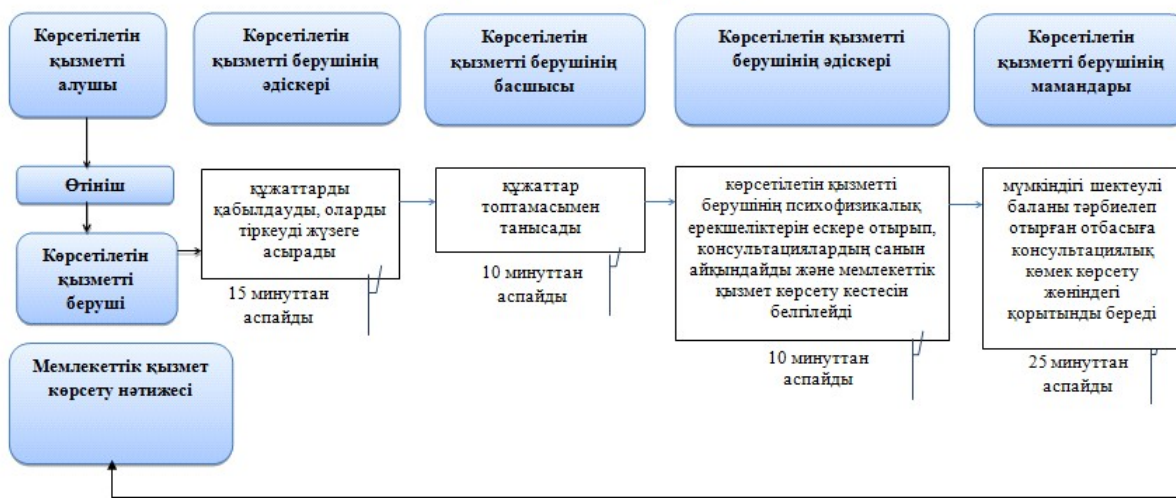 Көрсетілетін
қызметті
алушы
Көрсетілетін
қызметті берушінің
әдіскері
Көрсетілетін
қызметті берушінің
басшысы
Көрсетілетін қызметті
берушінің әдіскері
Көрсетілетін
қызметті берушінің
мамандары
Өтініш
Көрсетілетін
қызметті
беруші
құжаттарды
қабылдауды, оларды
тіркеуді жүзеге
асырады
15 минуттан
аспайды
құжаттар
топтамасымен
танысады
10 минуттан
аспайды
көрсетілетін қызметті
берушінің психофизикалық
ерекшеліктерін ескере отырып,
консультациялардың санын
айқындайды және мемлекеттік
қызмет көрсету кестесін
белгілейді
10 минуттан
аспайды
мүмкіндігі шектеулі
баланы тәрбиелеп
отырған отбасыға
консультациялық
көмек көрсету
жөніндегі
қорытынды береді
25 минуттан
аспайды
Мемлекеттік қызмет
көрсету нәтижесі